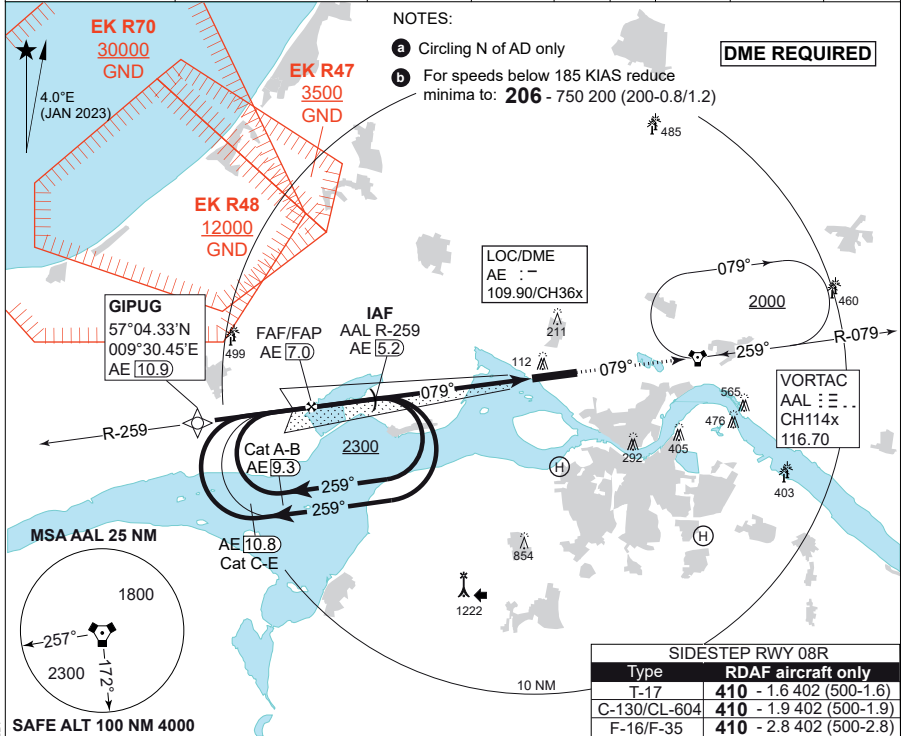 NOTES:
a Circling N of AD only
b For speeds below 185 KIAS reduce
minima to: 206 - 750 200 (200-0.8/1.2)
DME REQUIRED
EK R70
30000
GND
EK R47
3500
GND
4.0°E
(JAN 2023)
EK R48
12000
GND
485
LOC/DME
AE : –
109.90/CH36x
079°
2000
460
259°
R-079
GIPUG
57°04.33'N
009°30.45'E
AE 10.9
499
FAF/FAP
AE 7.0
IAF
AAL R-259
AE 5.2
211
112
079°
079°
VORTAC
AAL
CH114x
116.70
R-259
565
476
2300
Cat A-B
AE 9.3
292
405
H
259°
259°
403
AE 10.8
Cat C-E
H
854
MSA AAL 25 NM
1800
1222
257°
2300
172°
10 NM
SAFE ALT 100 NM 4000
SIDESTEP RWY 08R
Type RDAF aircraft only
T-17 410 - 1.6 402 (500-1.6)
C-130/CL-604 410 - 1.9 402 (500-1.9)
F-16/F-35 410 - 2.8 402 (500-2.8)